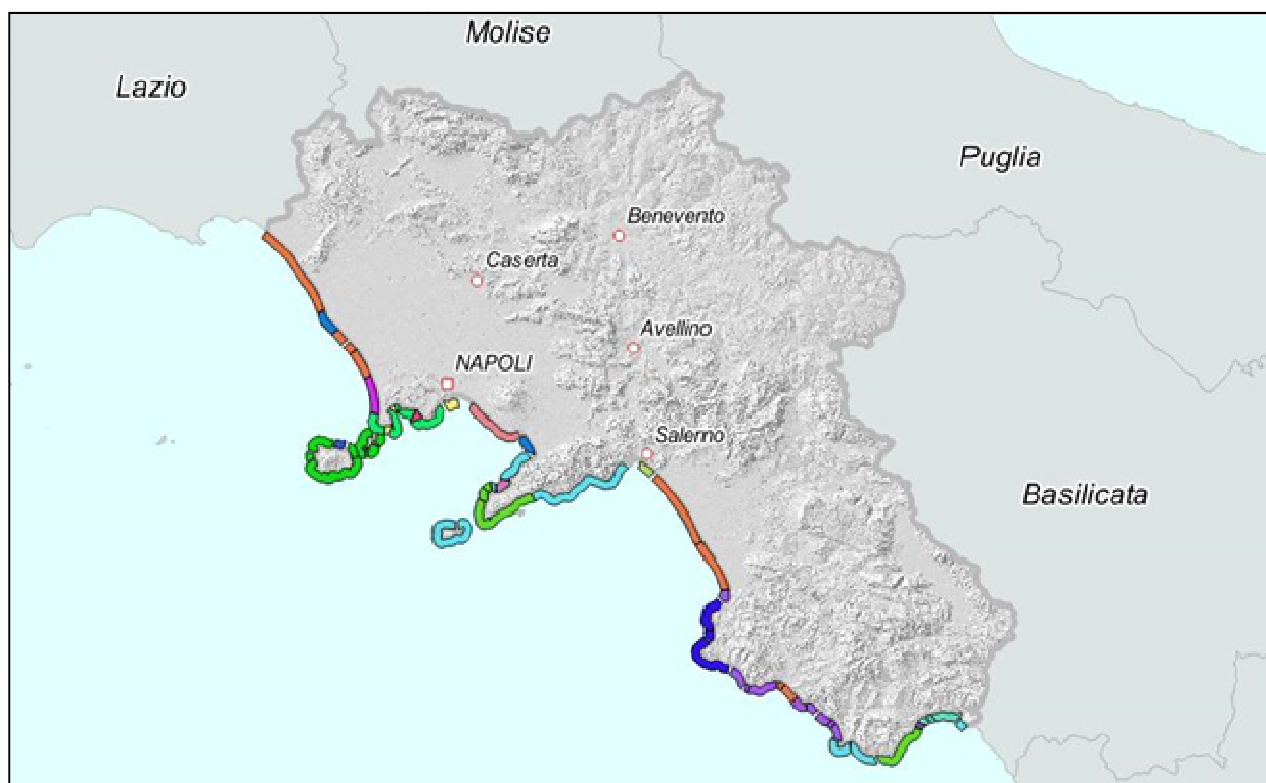 Molise
Lazio
Puglia
Benevento
Caserta
Avellino
NAPOLI
Salerno
Basilicata